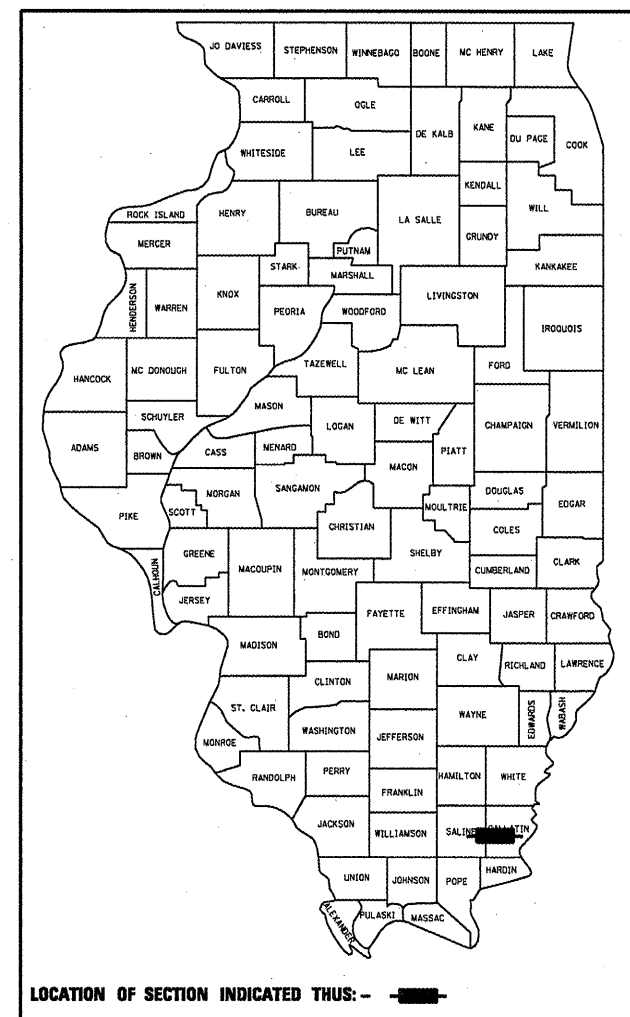 JO DAVIESS STEPHENSON WINNEBAGO BOONE MC HENRY LAKE
CARROLL OGLE DE KALB KANE DU PAGE COOK
WHITESIDE LEE
KENDALL WILL
ROCK ISLAND HENRY BUREAU LA SALLE
MERCER PUTNAM GRUNDY
STARK MARSHALL KANKAKEE
HENDERSON WARREN KNOX PEORIA WOODFORD LIVINGSTON IROQUOIS
HANCOCK MC DONOUGH FULTON TAZEWELL MC LEAN FORD
MASON
SCHUYLER LOGAN DE WITT CHAMPAIGN VERMILION
ADAMS BROWN CASS MENARD MACON PIATT
SANGAMON
PIKE SCOTT MORGAN CHRISTIAN MOULTRIE DOUGLAS EDGAR
COLES
CALHOUN GREENE MACOUPIN MONTGOMERY SHELBY CUMBERLAND CLARK
JERSEY FAYETTE EFFINGHAM JASPER CRAWFORD
MADISON BOND
CLAY RICHLAND LAWRENCE
CLINTON MARION
ST. CLAIR WAYNE EDWARDS WABASH
MONROE WASHINGTON JEFFERSON
RANDOLPH PERRY HAMILTON WHITE
FRANKLIN
JACKSON WILLIAMSON
UNION JOHNSON POPE HARDIN
ALEXANDER PULASKI MASSAC
LOCATION OF SECTION INDICATED THUS: -